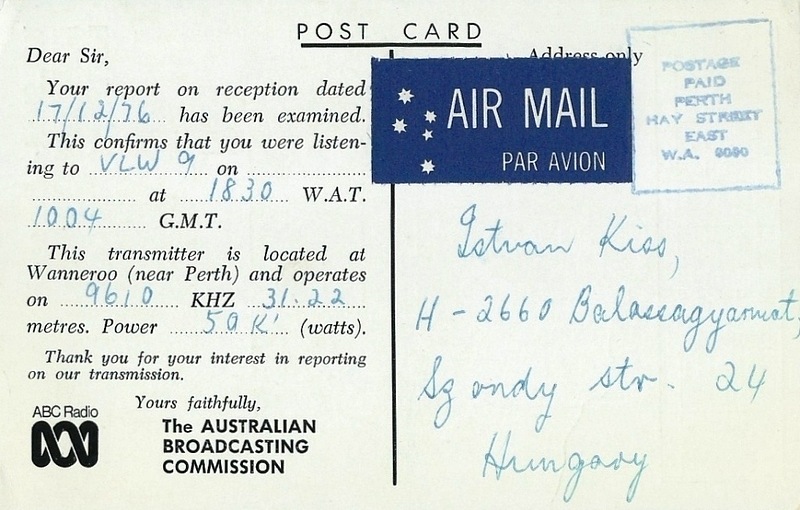 POST CARD
Dear Sir,
Your report on reception dated
17/12/76 has been examined.
This confirms that you were listen-
ing to VLW 9 on
at 1830 W.A.T.
1004 G.M.T.
This transmitter is located at
Wanneroo (near Perth) and operates
on 9610 KHZ 31.22
metres. Power 50 K' (watts).
Thank you for your interest in reporting
on our transmission.
Yours faithfully,
ABC Radio
The AUSTRALIAN
BROADCASTING
COMMISSION
Address only
AIR MAIL
PAR AVION
POSTAGE
PAID
PERTH
HAY STREET
EAST
W.A. 6000
Istvan Kiss,
H-2660 Balassagyarmat,
Szondy str. 24
Hungary